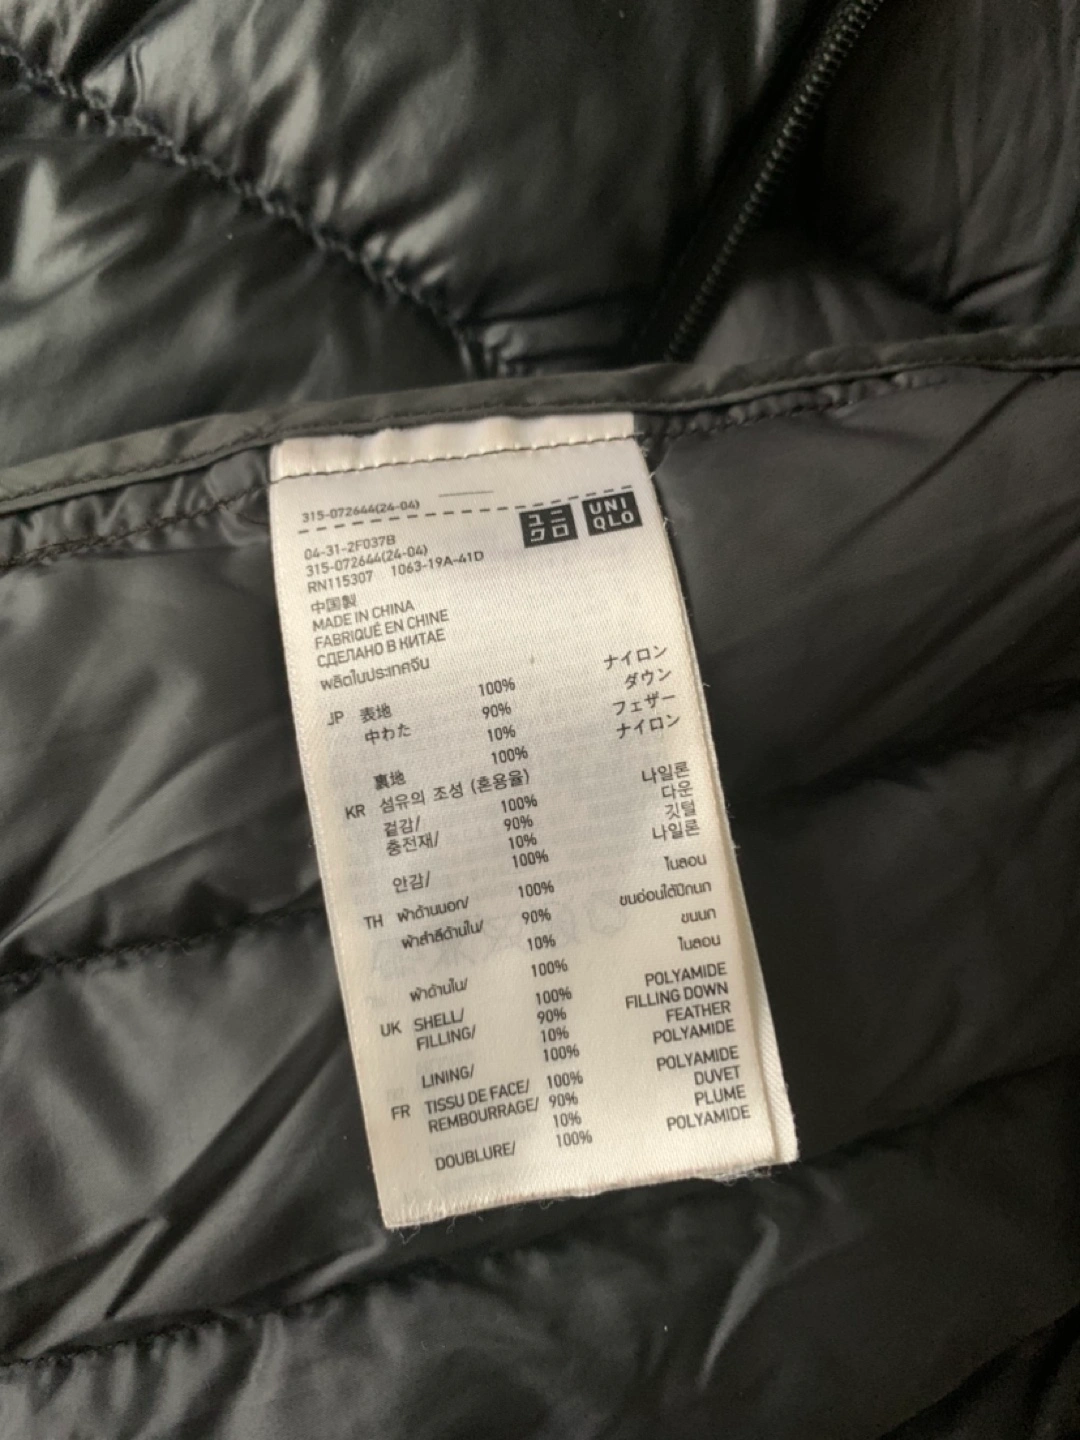 315-072644(24-04)
ユニ
クロ
UNI
QLO
04-31-2F037B
315-072644(24-04)
RN115307 1063-19A-41D
中国製
MADE IN CHINA
FABRIQUÉ EN CHINE
СДЕЛАНО В КИТАЕ
ผลิตในประเทศจีน
JP 表地 100% ナイロン
中わた 90% ダウン
10% フェザー
裏地 100% ナイロン
KR 섬유의 조성 (혼용율)
겉감/ 100% 나일론
충전재/ 90% 다운
10% 깃털
안감/ 100% 나일론
TH ผ้าด้านนอก/ 100% ไนลอน
ผ้าสำลีด้านใน/ 90% ขนอ่อนใต้ปีกนก
10% ขนนก
ผ้าด้านใน/ 100% ไนลอน
UK SHELL/ 100% POLYAMIDE
FILLING/ 90% FILLING DOWN
10% FEATHER
LINING/ 100% POLYAMIDE
FR TISSU DE FACE/ 100% POLYAMIDE
REMBOURRAGE/ 90% DUVET
10% PLUME
DOUBLURE/ 100% POLYAMIDE